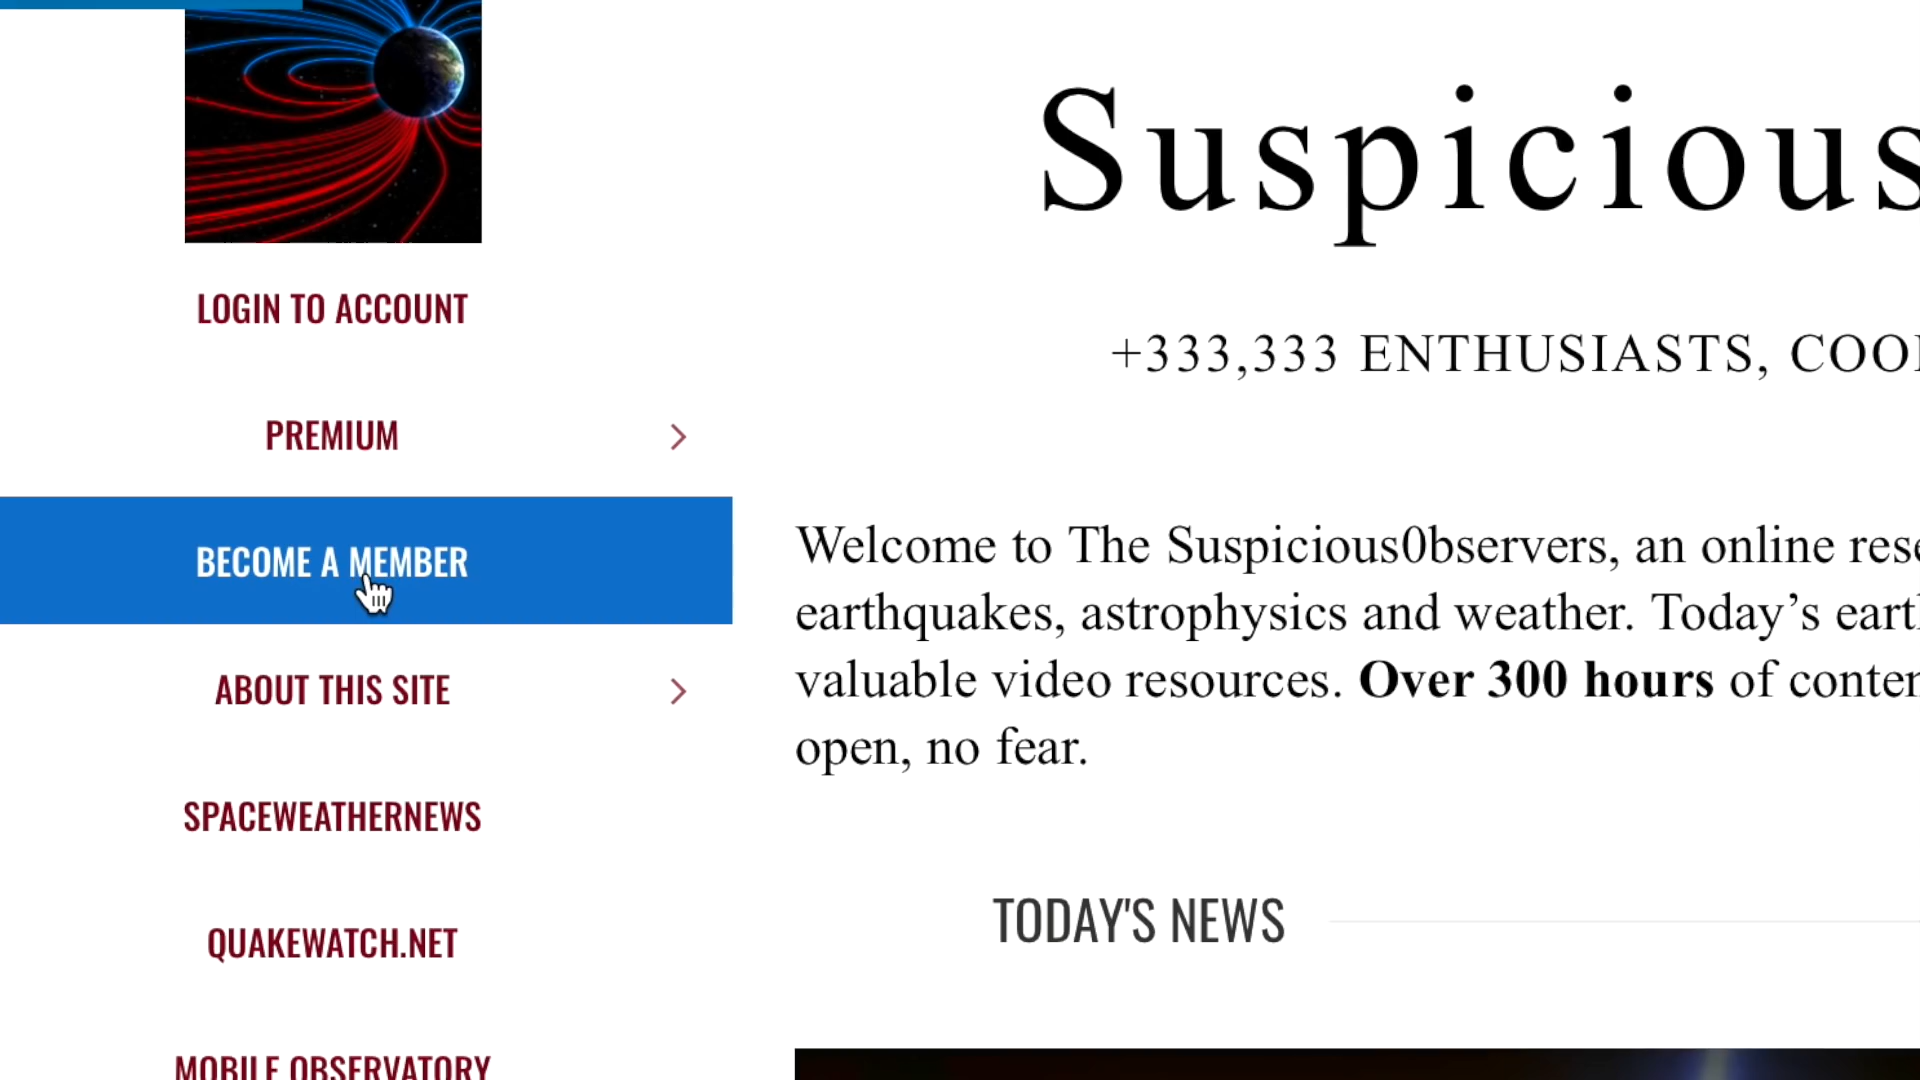 LOGIN TO ACCOUNT
PREMIUM
BECOME A MEMBER
ABOUT THIS SITE
SPACEWEATHERNEWS
QUAKEWATCH.NET
MOBILE OBSERVATORY
Suspicious
+333,333 ENTHUSIASTS,
Welcome to The Suspicious0bservers, an online
earthquakes, astrophysics and weather. Today’s
valuable video resources. Over 300 hours of
open, no fear.
TODAY'S NEWS